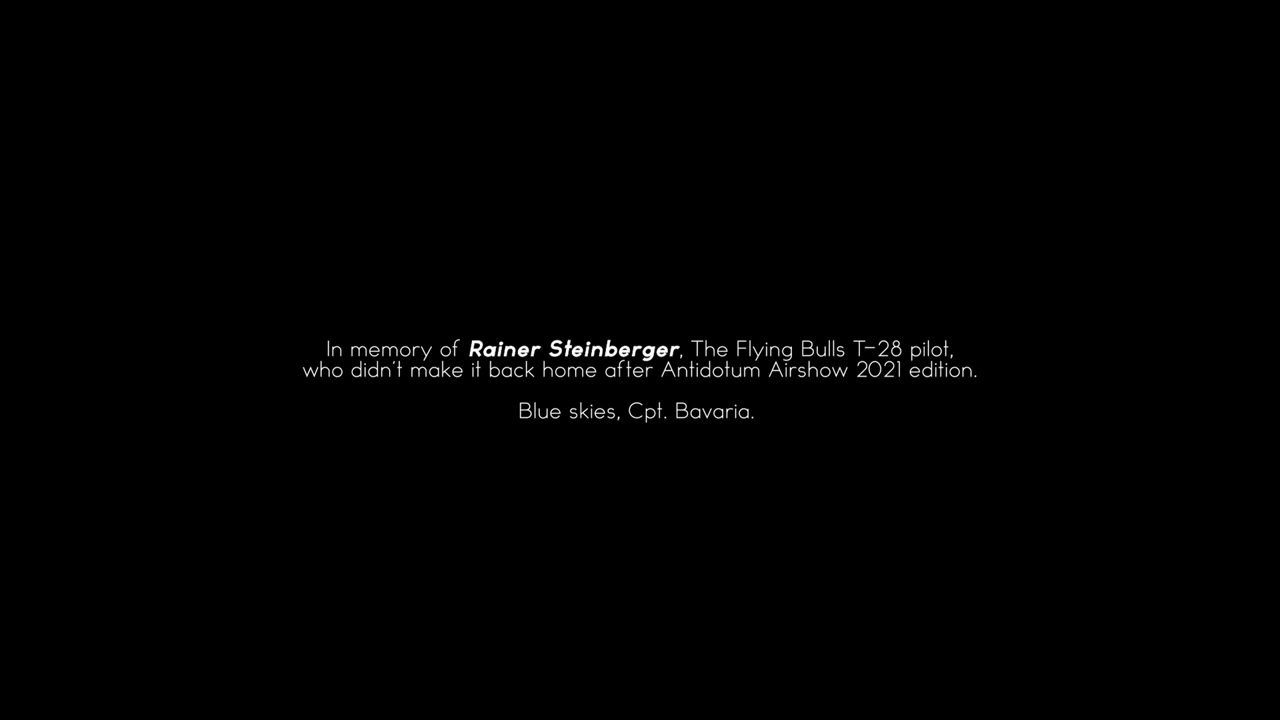 In memory of Rainer Steinberger, The Flying Bulls T-28 pilot,
who didn't make it back home after Antidotum Airshow 2021 edition.
Blue skies, Cpt. Bavaria.